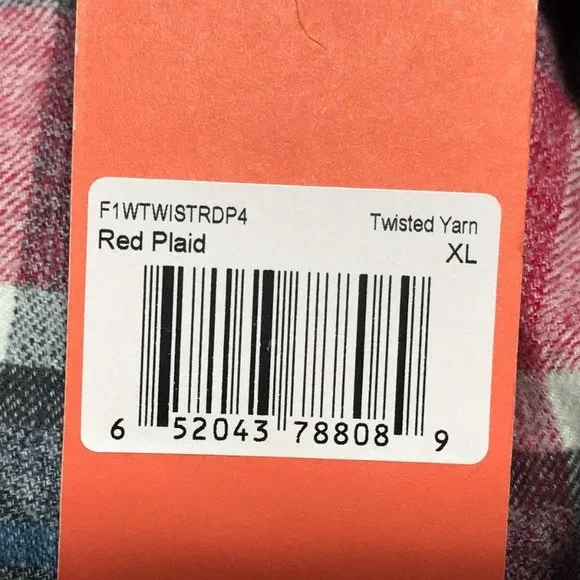 F1WTWISTRDP4 Twisted Yarn
Red Plaid XL
6 52043 78808 9